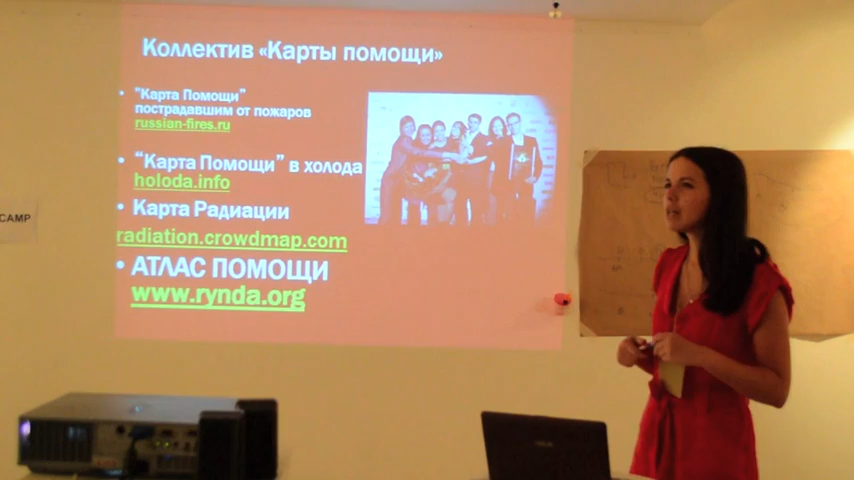 Коллектив «Карты помощи»
• "Карта Помощи"
пострадавшим от пожаров
russian-fires.ru
• “Карта Помощи” в холода
holoda.info
• Карта Радиации
radiation.crowdmap.com
• АТЛАС ПОМОЩИ
www.rynda.org
CAMP
ASUS